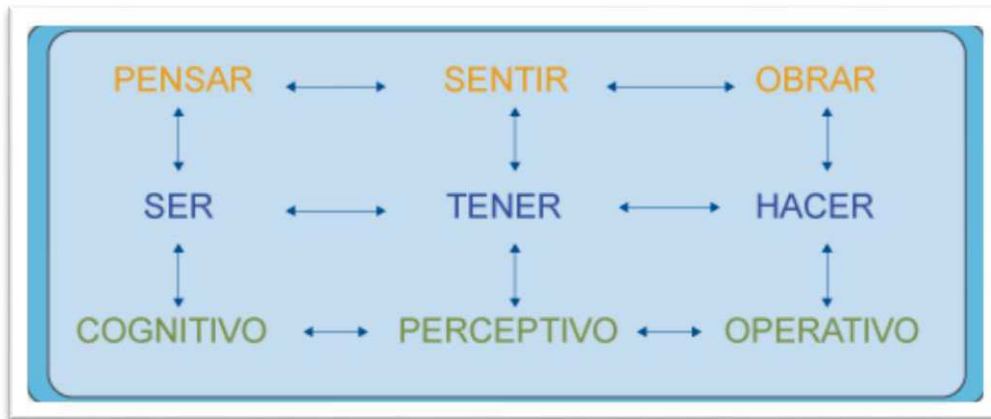 PENSAR SENTIR OBRAR
SER TENER HACER
COGNITIVO PERCEPTIVO OPERATIVO